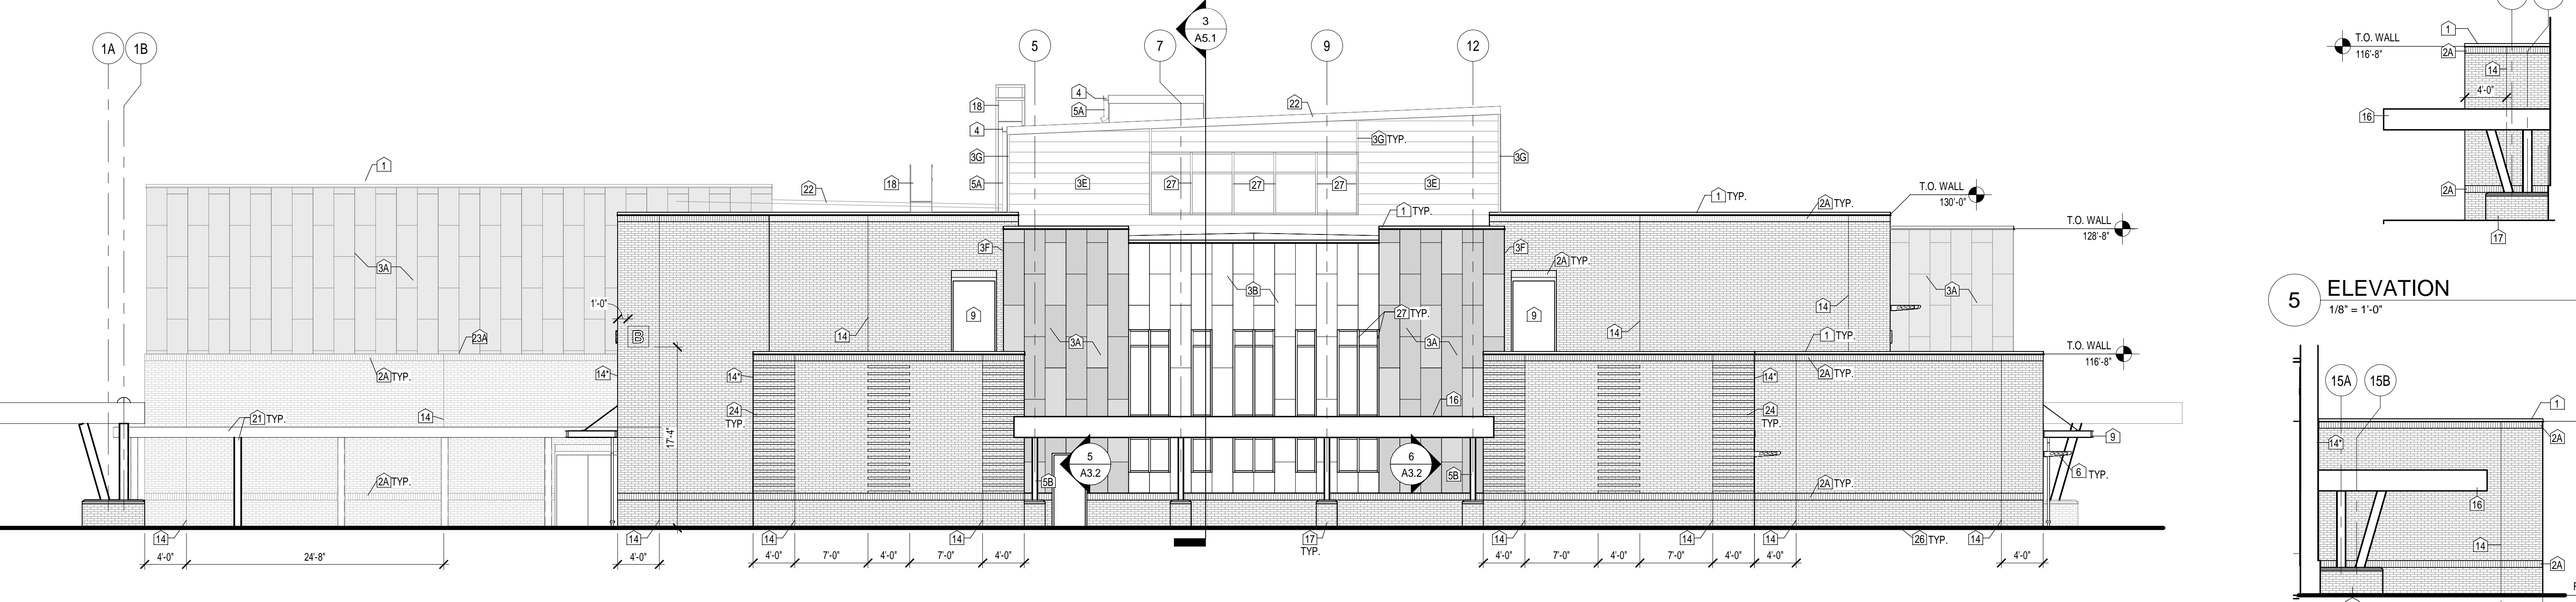 1A
1B
5
7
3
A5.1
9
12
18
4
5A
4
22
3G TYP.
3G
3G
5A
3E
27
27
27
3E
1
22
18
1 TYP.
1 TYP.
2A TYP.
T.O. WALL
130'-0"
T.O. WALL
128'-8"
3F
3F
2A TYP.
3A
3B
3A
1'-0"
B
9
9
14
14
14
27 TYP.
23A
3A
3A
1 TYP.
T.O. WALL
116'-8"
2A TYP.
14*
14*
14*
2A TYP.
21 TYP.
14
24
TYP.
16
24
TYP.
17'-4"
9
5
A3.2
6
A3.2
6 TYP.
2A TYP.
5B
5B
2A TYP.
14
14
14
14
17
TYP.
14
14
14
26 TYP.
14
4'-0"
24'-8"
4'-0"
4'-0"
7'-0"
4'-0"
7'-0"
4'-0"
4'-0"
7'-0"
4'-0"
7'-0"
4'-0"
4'-0"
4'-0"
T.O. WALL
116'-8"
1
2A
14
4'-0"
16
2A
17
5
ELEVATION
1/8" = 1'-0"
15A
15B
1
14*
2A
16
14
2A